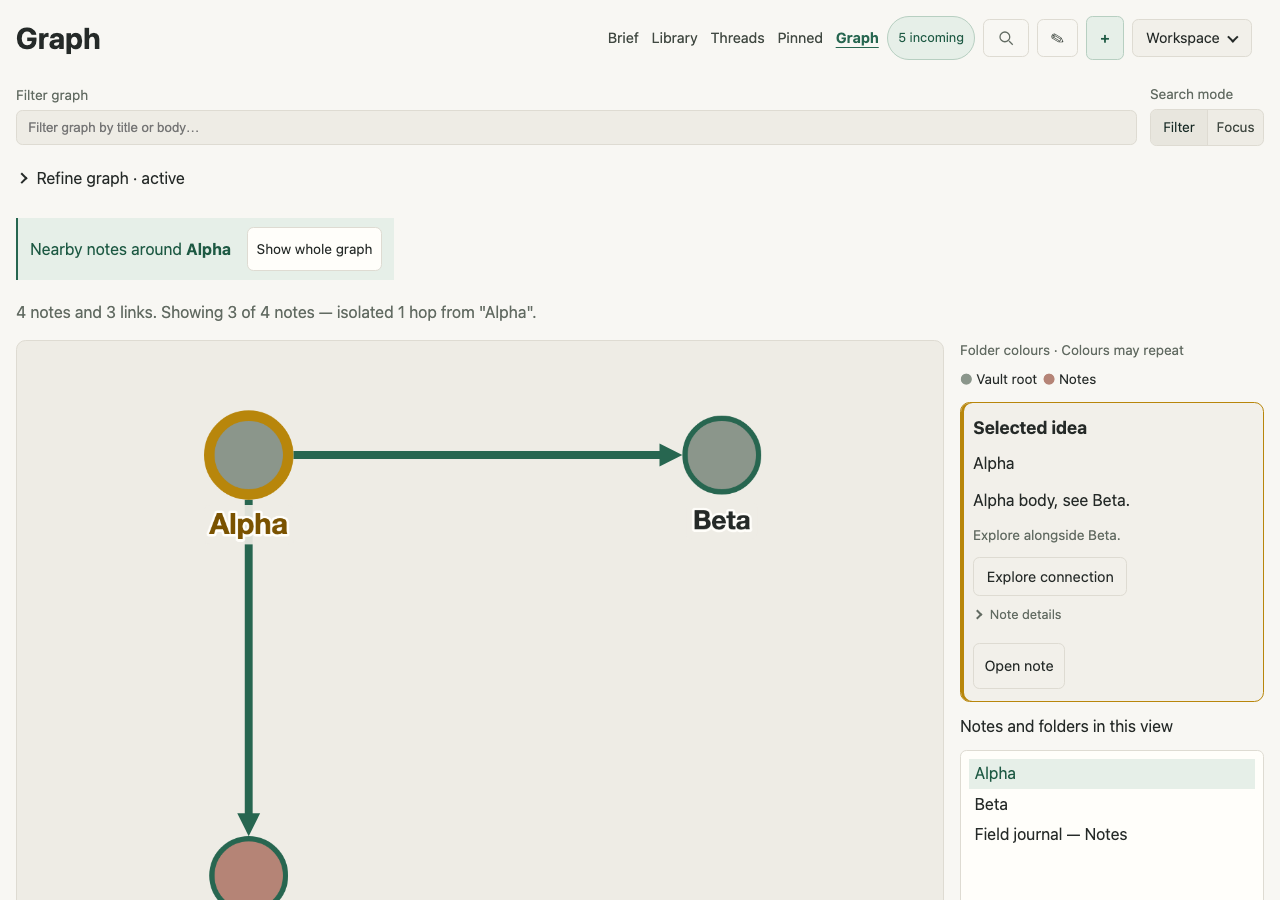 Graph
Brief Library Threads Pinned Graph 5 incoming + Workspace
Filter graph
Search mode
Filter graph by title or body…
Filter Focus
Refine graph · active
Nearby notes around Alpha Show whole graph
4 notes and 3 links. Showing 3 of 4 notes — isolated 1 hop from "Alpha".
Alpha
Beta
Folder colours · Colours may repeat
Vault root Notes
Selected idea
Alpha
Alpha body, see Beta.
Explore alongside Beta.
Explore connection
Note details
Open note
Notes and folders in this view
Alpha
Beta
Field journal — Notes